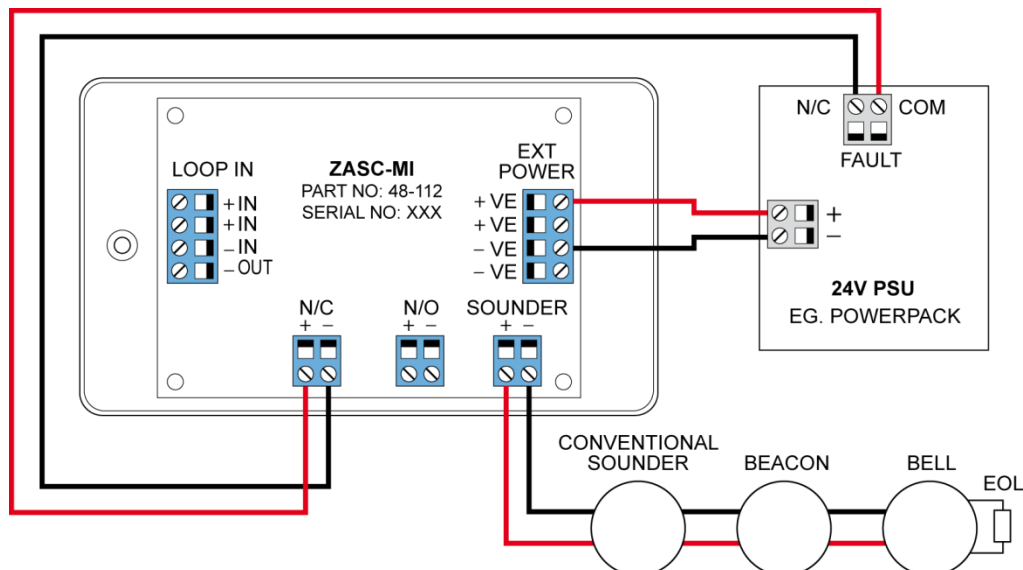 N/C
COM
FAULT
LOOP IN
+ IN
+ IN
– IN
– OUT
ZASC-MI
PART NO: 48-112
SERIAL NO: XXX
EXT
POWER
+ VE
+ VE
– VE
– VE
+
–
24V PSU
EG. POWERPACK
N/C
+ –
N/O
+ –
SOUNDER
+ –
CONVENTIONAL
SOUNDER
BEACON
BELL
EOL